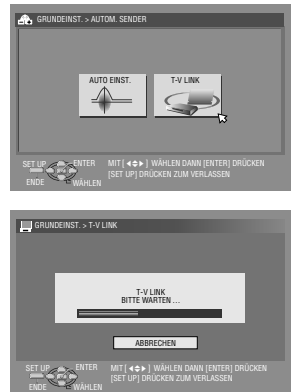 GRUNDEINST. > AUTOM. SENDER
AUTO EINST.
T-V LINK
SET UP
ENTER
MIT [ ] WÄHLEN DANN [ENTER] DRÜCKEN
[SET UP] DRÜCKEN ZUM VERLASSEN
ENDE
WÄHLEN
GRUNDEINST. > T-V LINK
T-V LINK
BITTE WARTEN ...
ABBRECHEN
SET UP
ENTER
MIT [ ] WÄHLEN DANN [ENTER] DRÜCKEN
[SET UP] DRÜCKEN ZUM VERLASSEN
ENDE
WÄHLEN